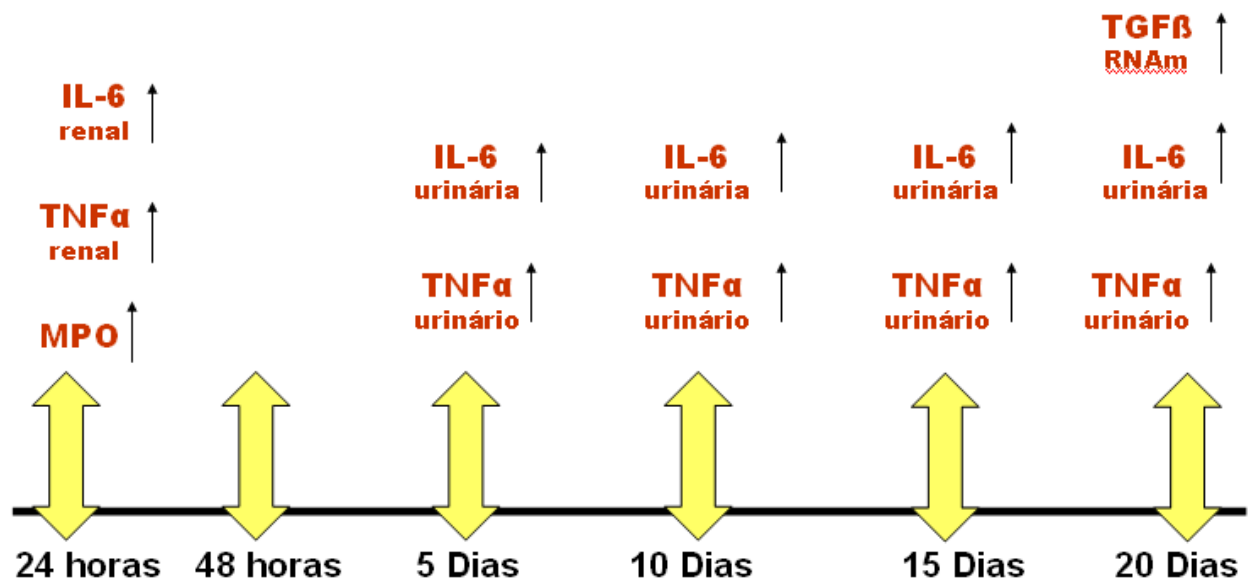 TGFß
RNAm
IL-6
renal
IL-6
urinária
IL-6
urinária
IL-6
urinária
IL-6
urinária
TNFα
renal
TNFα
urinário
TNFα
urinário
TNFα
urinário
TNFα
urinário
MPO
24 horas
48 horas
5 Dias
10 Dias
15 Dias
20 Dias